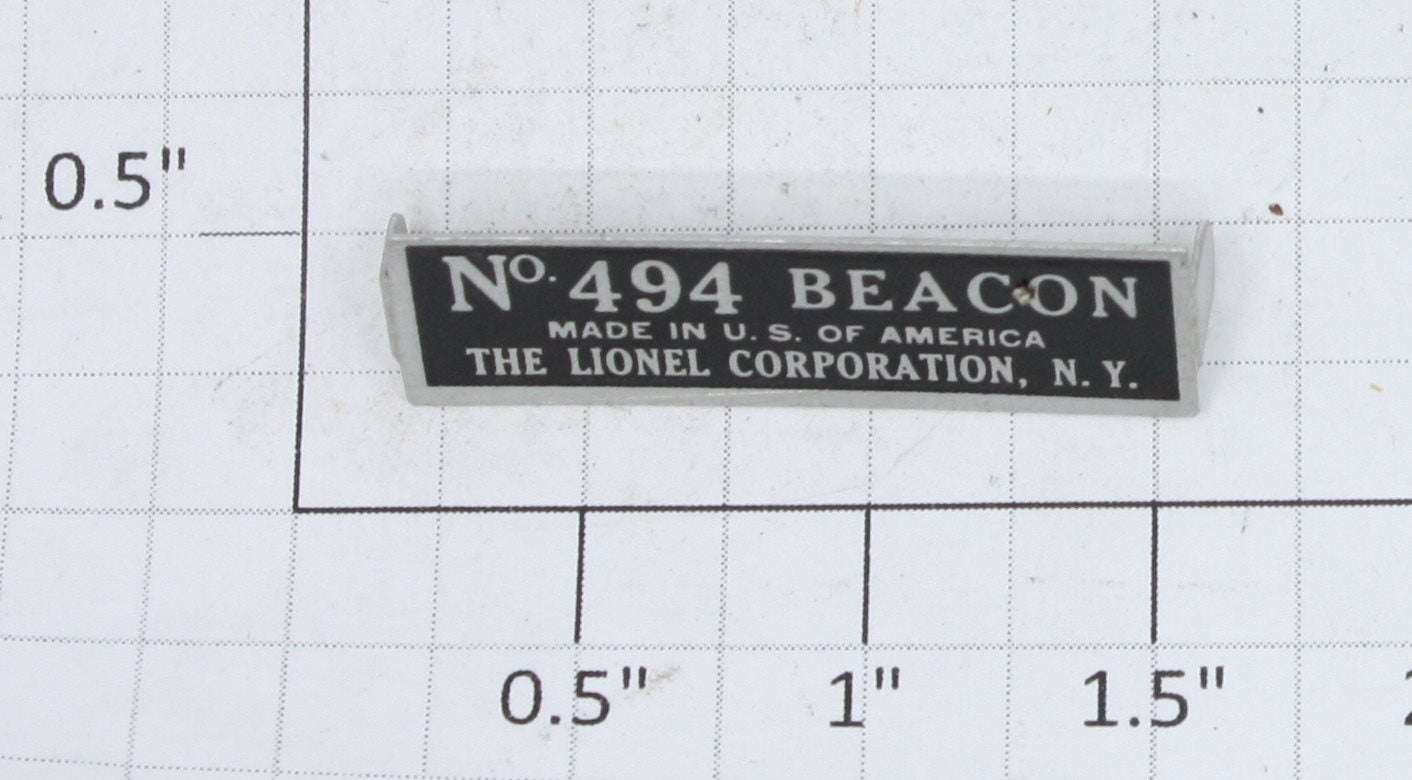 0.5"
No. 494 BEACON
MADE IN U. S. OF AMERICA
THE LIONEL CORPORATION, N. Y.
0.5" 1" 1.5"